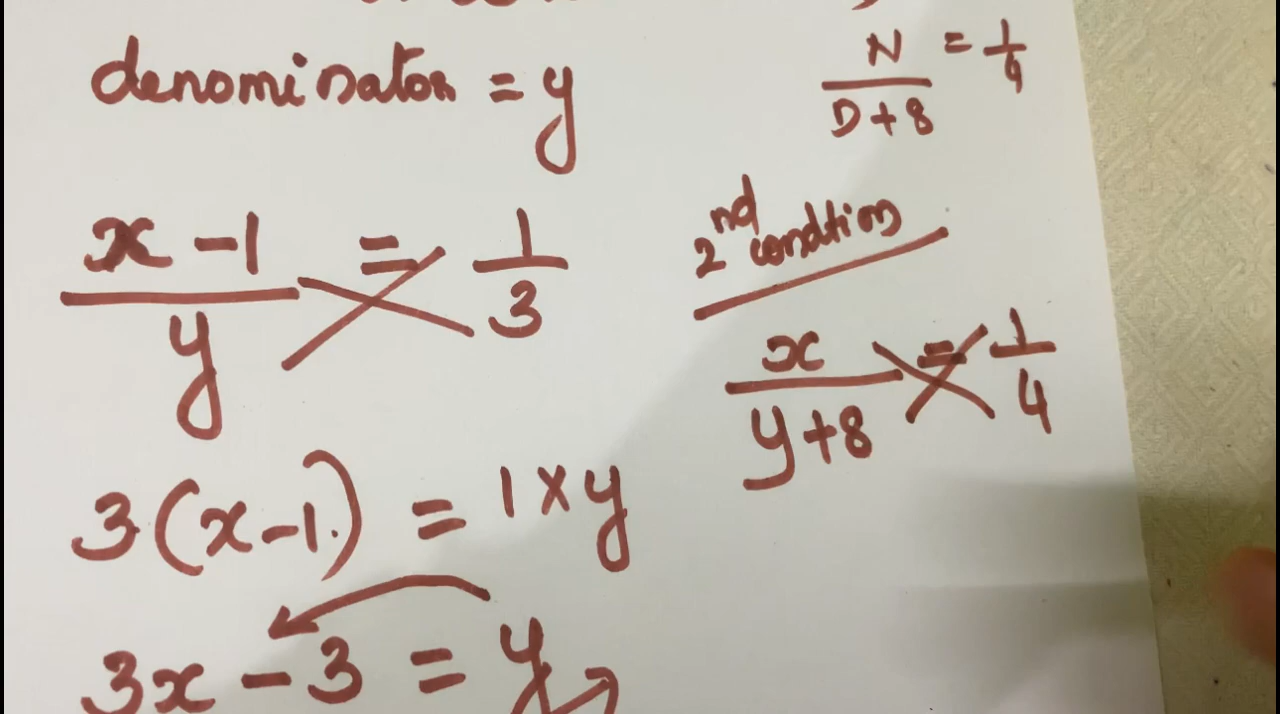 denominator = y
x - 1 / y = 1 / 3
3(x-1) = 1 × y
3x - 3 = y
N / D+8 = 1 / 4
2nd condition
x / y+8 = 1 / 4